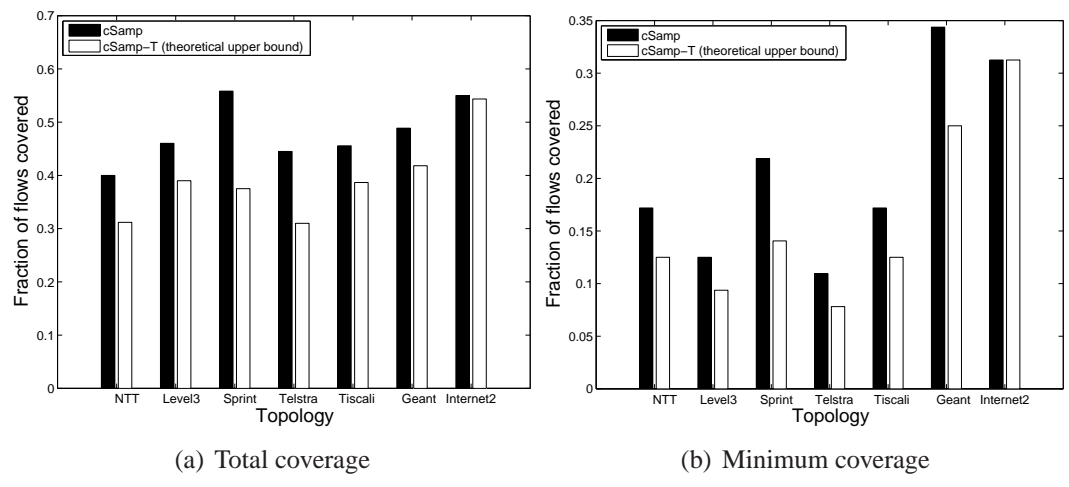 0.7
0.6
0.5
0.4
0.3
0.2
0.1
0
Fraction of flows covered
cSamp
cSamp−T (theoretical upper bound)
NTT Level3 Sprint Telstra Tiscali Geant Internet2
Topology
(a) Total coverage
0.35
0.3
0.25
0.2
0.15
0.1
0.05
0
Fraction of flows covered
cSamp
cSamp−T (theoretical upper bound)
NTT Level3 Sprint Telstra Tiscali Geant Internet2
Topology
(b) Minimum coverage